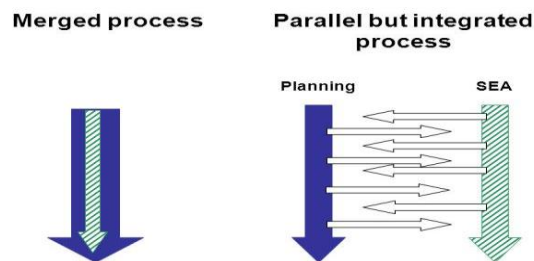 Merged process
Parallel but integrated
process
Planning
SEA